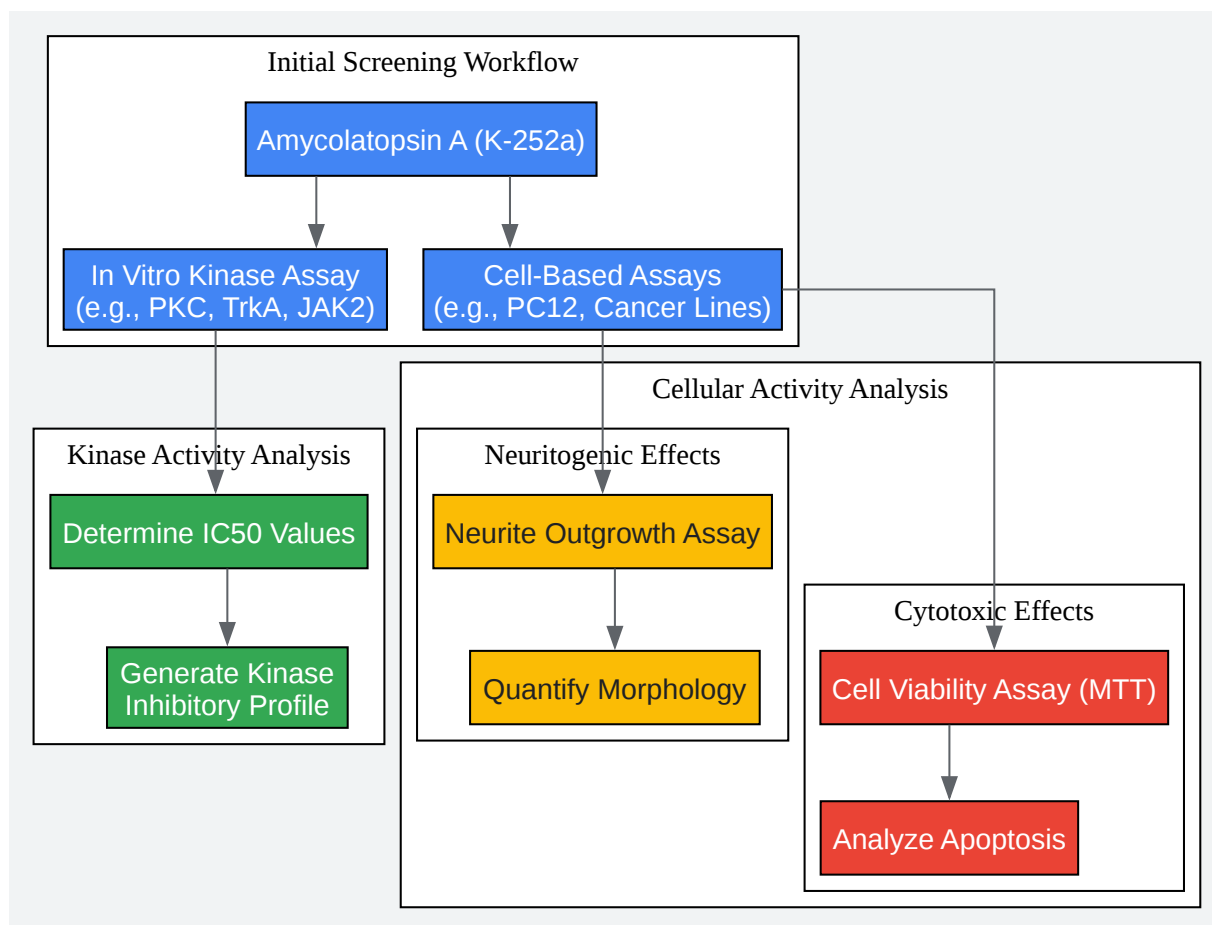 Initial Screening Workflow
Amycolatopsin A (K-252a)
In Vitro Kinase Assay
(e.g., PKC, TrkA, JAK2)
Cell-Based Assays
(e.g., PC12, Cancer Lines)
Cellular Activity Analysis
Kinase Activity Analysis
Determine IC50 Values
Generate Kinase
Inhibitory Profile
Neuritogenic Effects
Neurite Outgrowth Assay
Quantify Morphology
Cytotoxic Effects
Cell Viability Assay (MTT)
Analyze Apoptosis